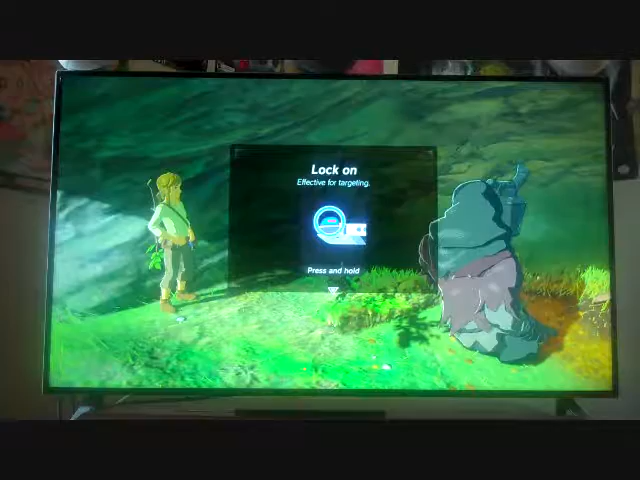 Lock on
Effective for targeting.
Press and hold